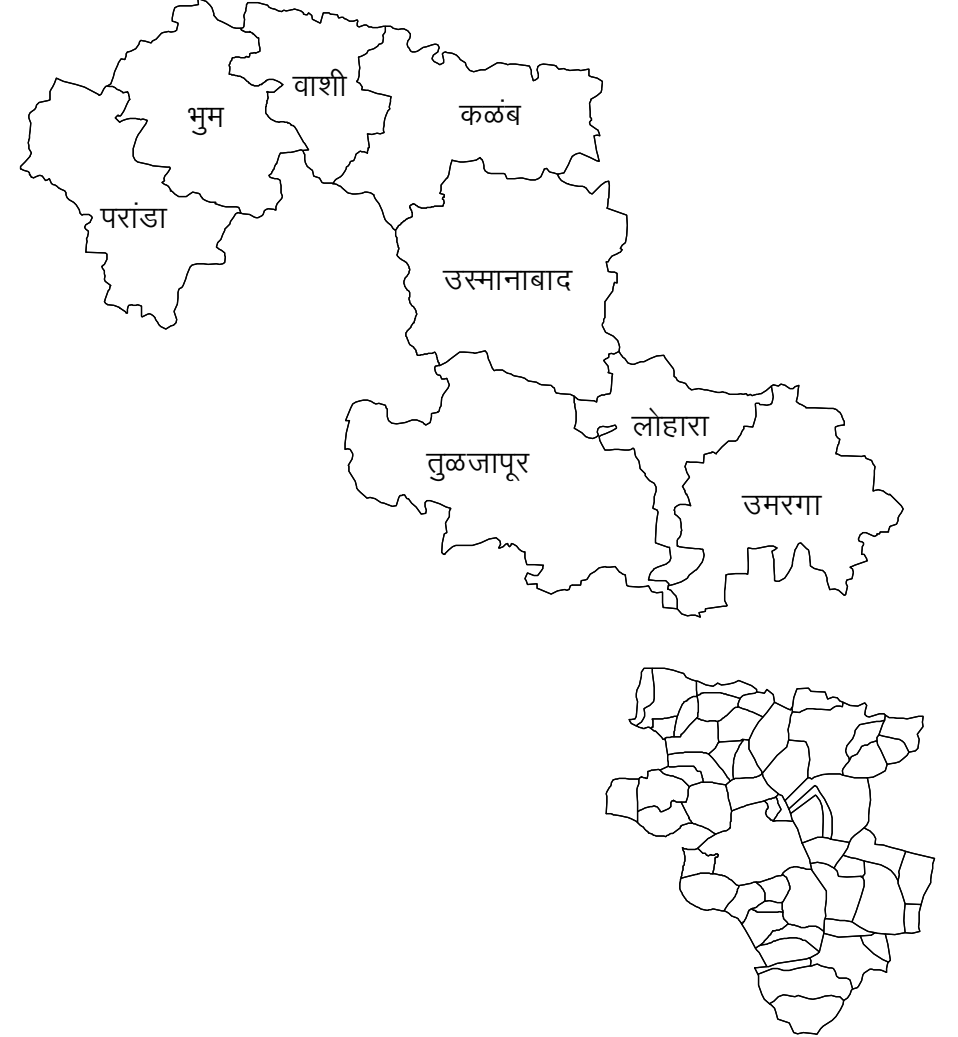 वाशी
भुम
कळंब
परांडा
उस्मानाबाद
लोहारा
तुळजापूर
उमरगा